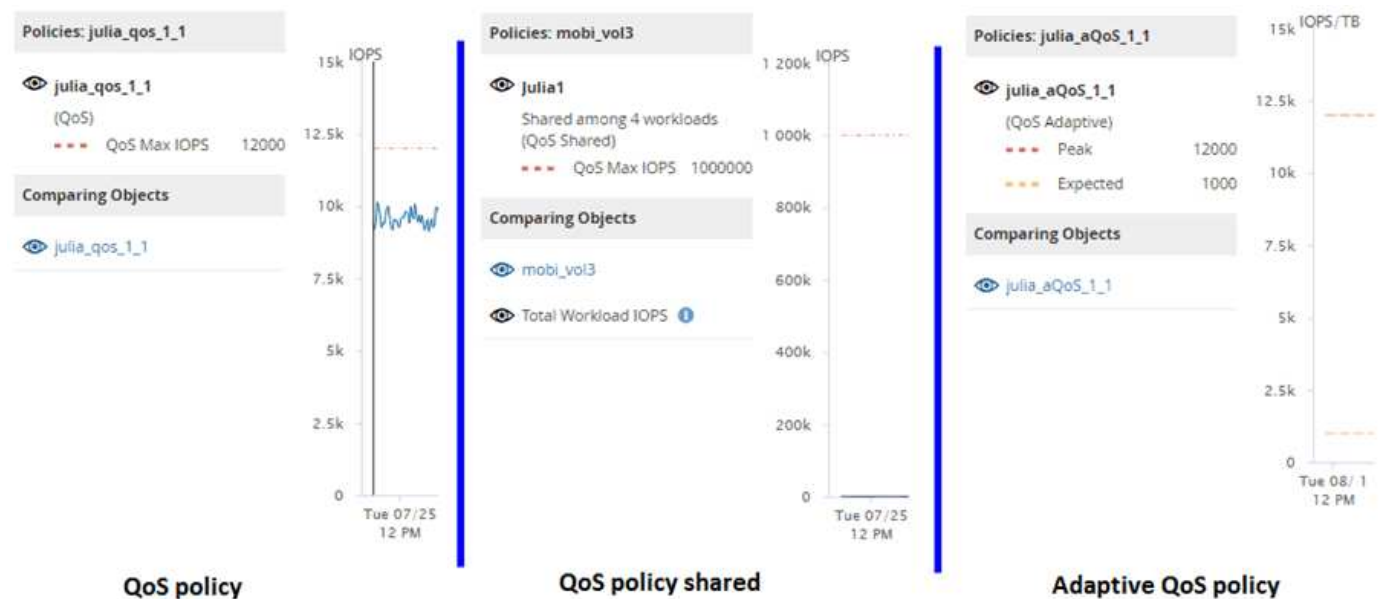 Policies: julia_qos_1_1
julia_qos_1_1
(QoS)
QoS Max IOPS 12000
Comparing Objects
julia_qos_1_1
IOPS
15k
12.5k
10k
7.5k
5k
2.5k
0
Tue 07/25
12 PM
QoS policy
Policies: mobi_vol3
Julia1
Shared among 4 workloads
(QoS Shared)
QoS Max IOPS 1000000
Comparing Objects
mobi_vol3
Total Workload IOPS i
IOPS
1 200k
1 000k
800k
600k
400k
200k
0
Tue 07/25
12 PM
QoS policy shared
Policies: julia_aQoS_1_1
julia_aQoS_1_1
(QoS Adaptive)
Peak 12000
Expected 1000
Comparing Objects
julia_aQoS_1_1
IOPS/TB
15k
12.5k
10k
7.5k
5k
2.5k
0
Tue 08/ 1
12 PM
Adaptive QoS policy